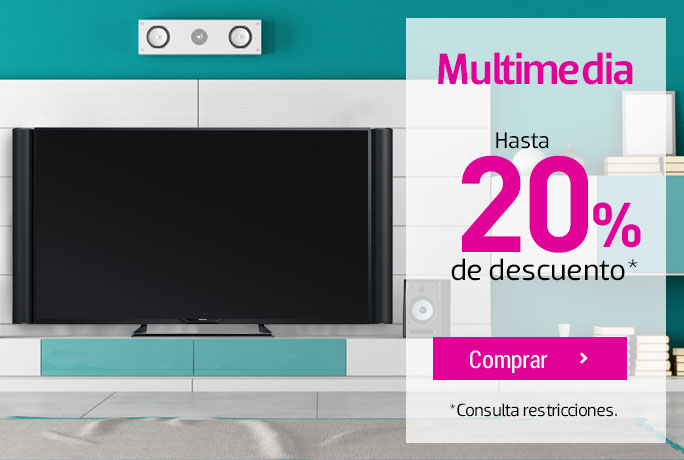 Multimedia
Hasta
20%
de descuento*
Comprar >
*Consulta restricciones.